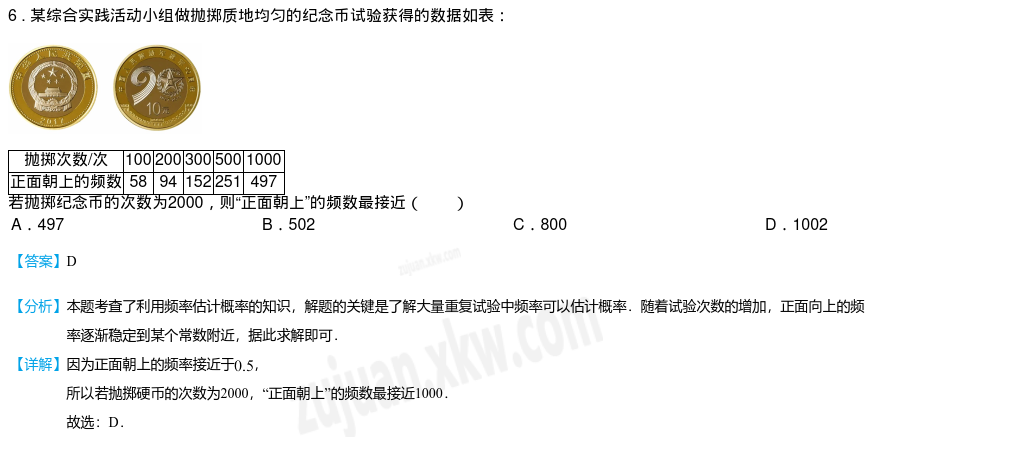 6．某综合实践活动小组做抛掷质地均匀的纪念币试验获得的数据如表：
2017
10元
抛掷次数/次 100 200 300 500 1000
正面朝上的频数 58 94 152 251 497
若抛掷纪念币的次数为2000，则“正面朝上”的频数最接近（　　）
A．497 B．502 C．800 D．1002
【答案】D
zujuan.xkw.com
【分析】本题考查了利用频率估计概率的知识，解题的关键是了解大量重复试验中频率可以估计概率．随着试验次数的增加，正面向上的频
率逐渐稳定到某个常数附近，据此求解即可．
【详解】因为正面朝上的频率接近于0.5，
所以若抛掷硬币的次数为2000，“正面朝上”的频数最接近1000．
故选：D．
zujuan.xkw.com